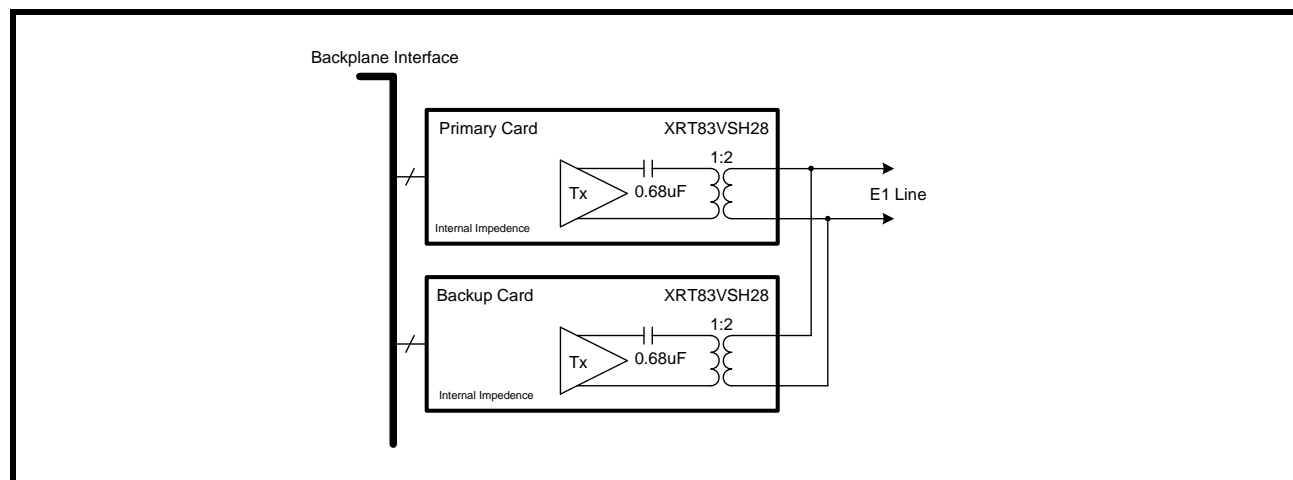 Backplane Interface
Primary Card XRT83VSH28
1:2
Tx 0.68uF
E1 Line
Internal Impedence
Backup Card XRT83VSH28
1:2
Tx 0.68uF
Internal Impedence